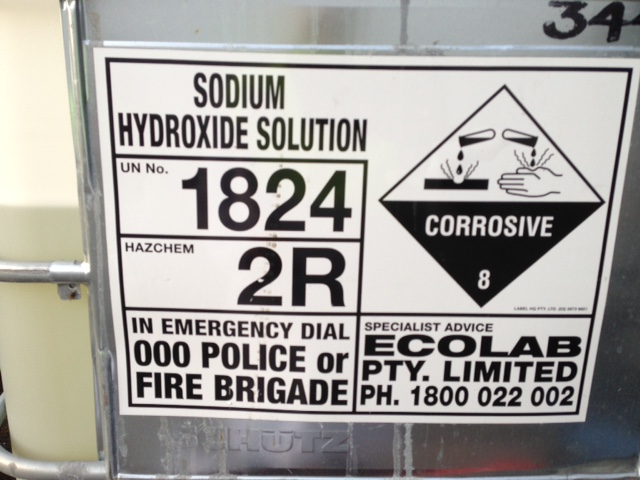 34
SODIUM
HYDROXIDE SOLUTION
UN No.
1824
HAZCHEM
2R
CORROSIVE
8
IN EMERGENCY DIAL
000 POLICE or
FIRE BRIGADE
SPECIALIST ADVICE
ECOLAB
PTY. LIMITED
PH. 1800 022 002
HÜTZ